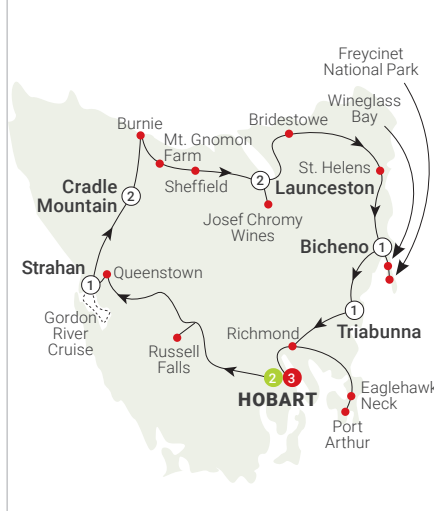 Freycinet
National Park
Wineglass
Bay
Bridestowe
Burnie
Mt. Gnomon
Farm
Sheffield
St. Helens
2
Launceston
Cradle
Mountain
2
Josef Chromy
Wines
Bicheno
1
Strahan
1
Queenstown
Gordon
River
Cruise
1
Triabunna
Richmond
Russell
Falls
2
3
HOBART
Eaglehawk
Neck
Port
Arthur